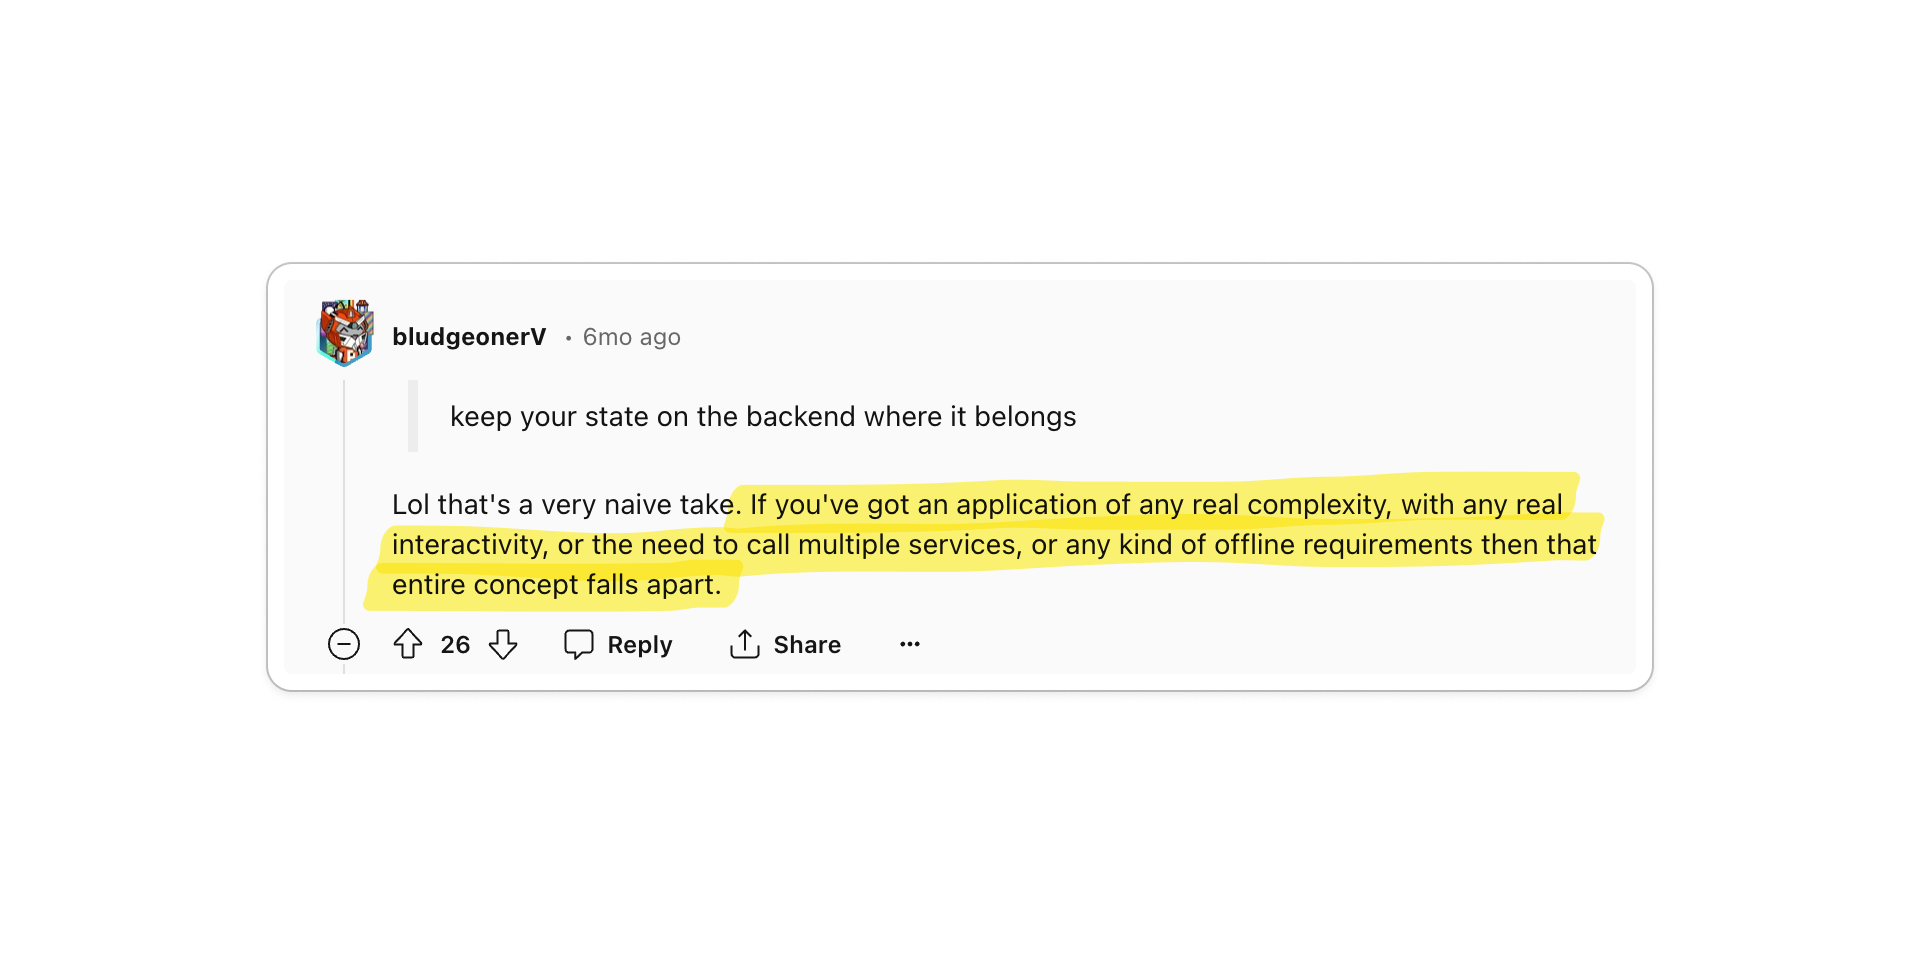 bludgeonerV • 6mo ago
keep your state on the backend where it belongs
Lol that's a very naive take. If you've got an application of any real complexity, with any real
interactivity, or the need to call multiple services, or any kind of offline requirements then that
entire concept falls apart.
26 Reply Share ···